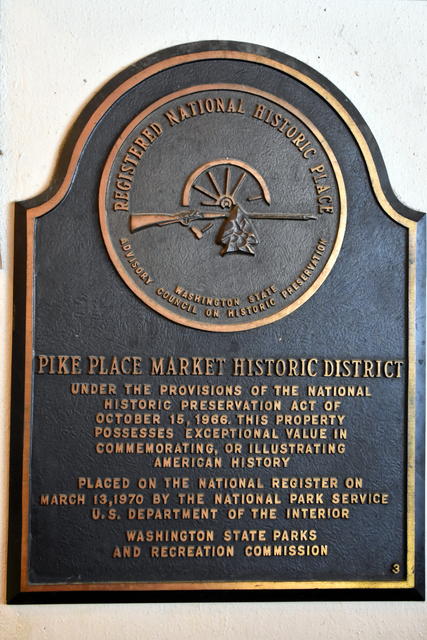 REGISTERED NATIONAL HISTORIC PLACE
WASHINGTON STATE
ADVISORY COUNCIL ON HISTORIC PRESERVATION
PIKE PLACE MARKET HISTORIC DISTRICT
UNDER THE PROVISIONS OF THE NATIONAL
HISTORIC PRESERVATION ACT OF
OCTOBER 15, 1966. THIS PROPERTY
POSSESSES EXCEPTIONAL VALUE IN
COMMEMORATING, OR ILLUSTRATING
AMERICAN HISTORY
PLACED ON THE NATIONAL REGISTER ON
MARCH 13, 1970 BY THE NATIONAL PARK SERVICE
U.S. DEPARTMENT OF THE INTERIOR
WASHINGTON STATE PARKS
AND RECREATION COMMISSION
3